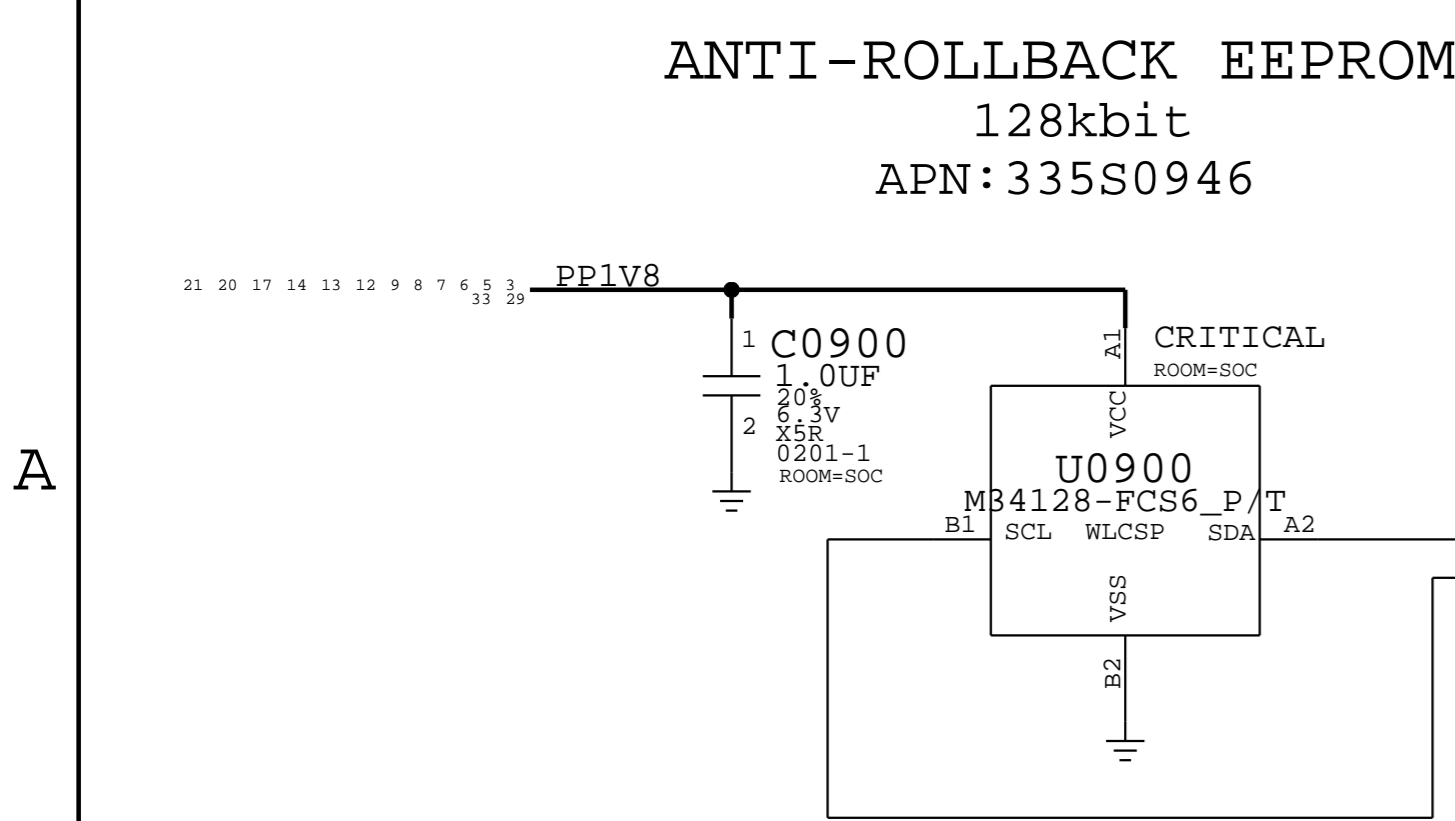 ANTI-ROLLBACK EEPROM
128kbit
APN:335S0946
21 20 17 14 13 12 9 8 7 6 5 3
33 29
PP1V8
1
C0900
1.0UF
20%
6.3V
2
X5R
0201-1
ROOM=SOC
A1
CRITICAL
ROOM=SOC
VCC
U0900
M34128-FCS6_P/T
B1
SCL
WLCSP
SDA
A2
VSS
B2
A